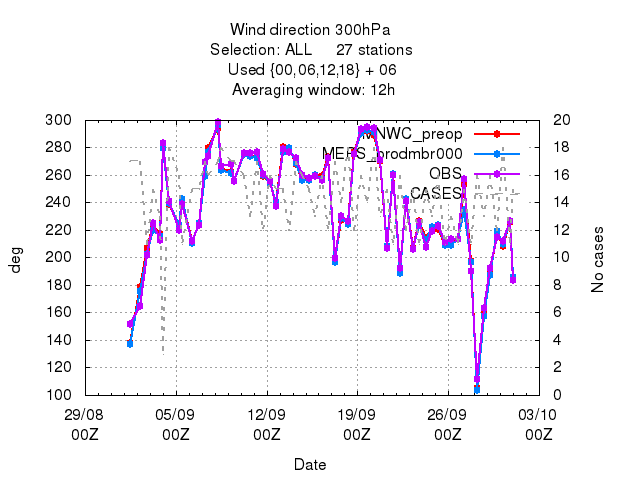 Wind direction 300hPa
Selection: ALL 27 stations
Used {00,06,12,18} + 06
Averaging window: 12h
300 20
280 18
260 16
240 14
220 12
200 10
180 8
160 6
140 4
120 2
100 0
deg
No cases
MEPS_prodmbr000
OBS
CASES
29/08 05/09 12/09 19/09 26/09 03/10
00Z 00Z 00Z 00Z 00Z 00Z
Date